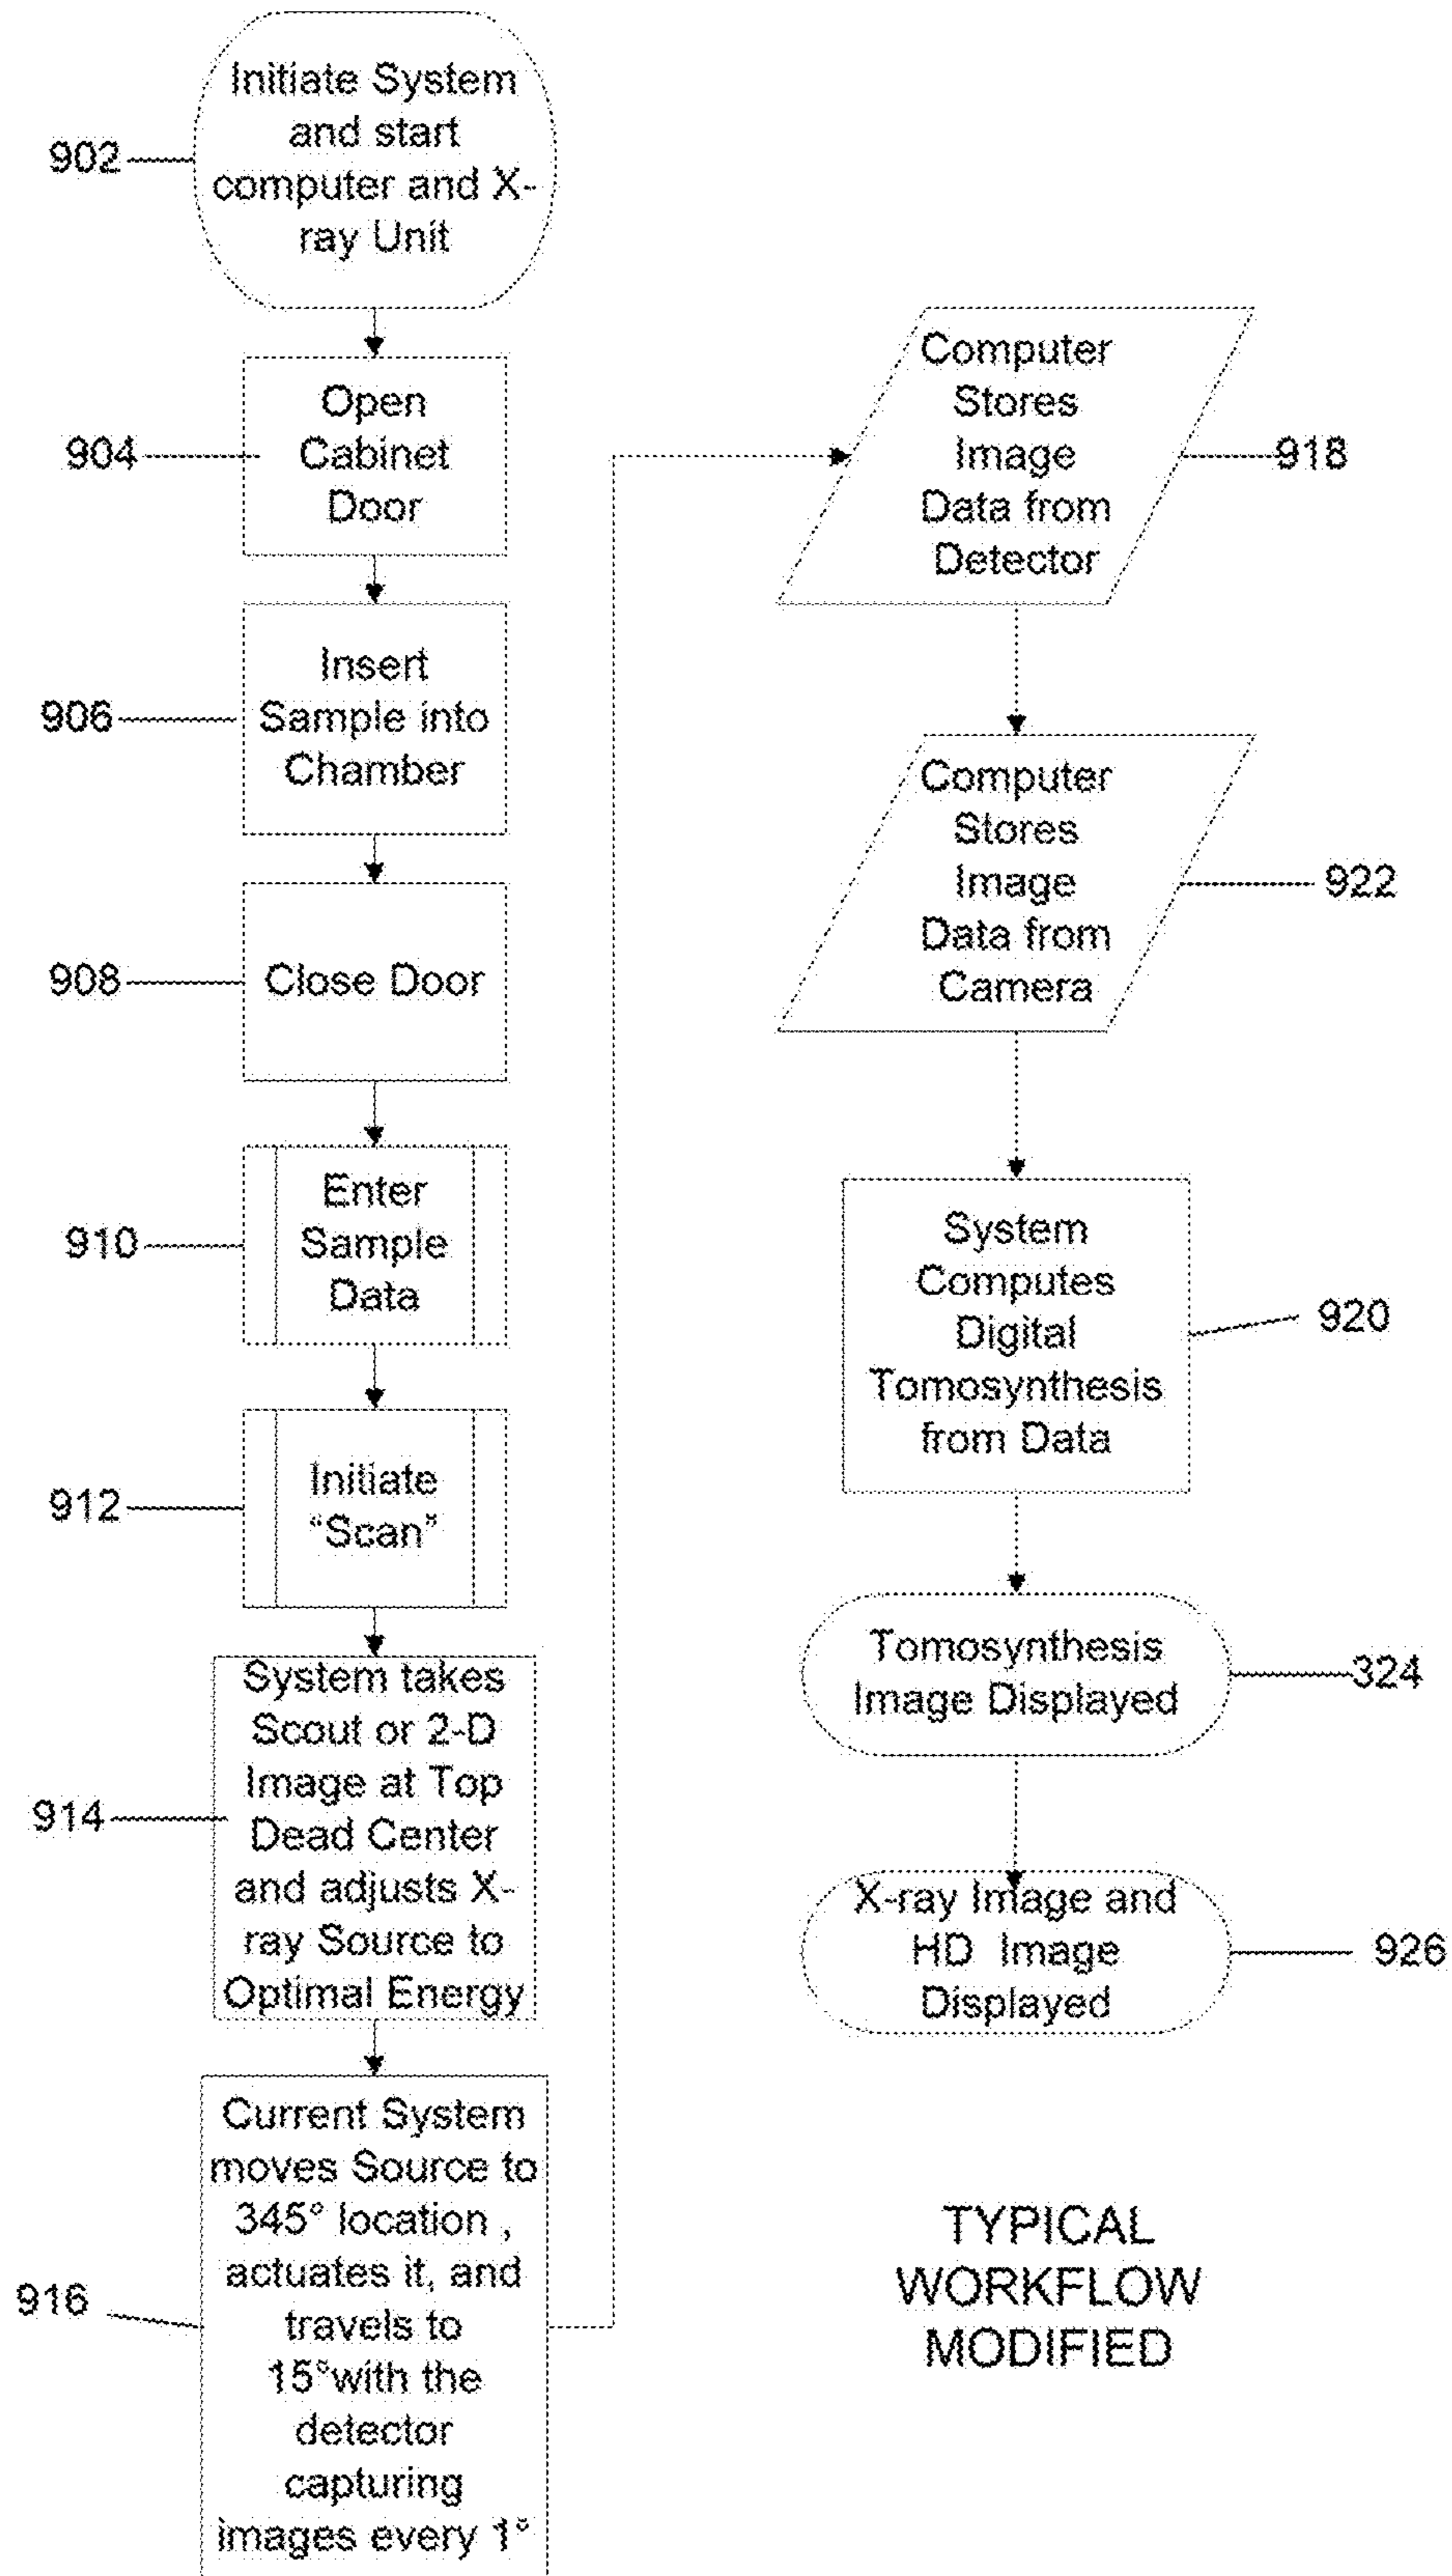 902
Initiate System
and start
computer and X-
ray Unit
904
Open
Cabinet
Door
906
Insert
Sample into
Chamber
908
Close Door
910
Enter
Sample
Data
912
Initiate
“Scan”
914
System takes
Scout or 2-D
Image at Top
Dead Center
and adjusts X-
ray Source to
Optimal Energy
916
Current System
moves Source to
345° location ,
actuates it, and
travels to
15°with the
detector
capturing
images every 1°
Computer
Stores
Image
Data from
Detector
918
Computer
Stores
Image
Data from
Camera
922
System
Computes
Digital
Tomosynthesis
from Data
920
Tomosynthesis
Image Displayed
324
X-ray Image and
HD Image
Displayed
926
TYPICAL
WORKFLOW
MODIFIED